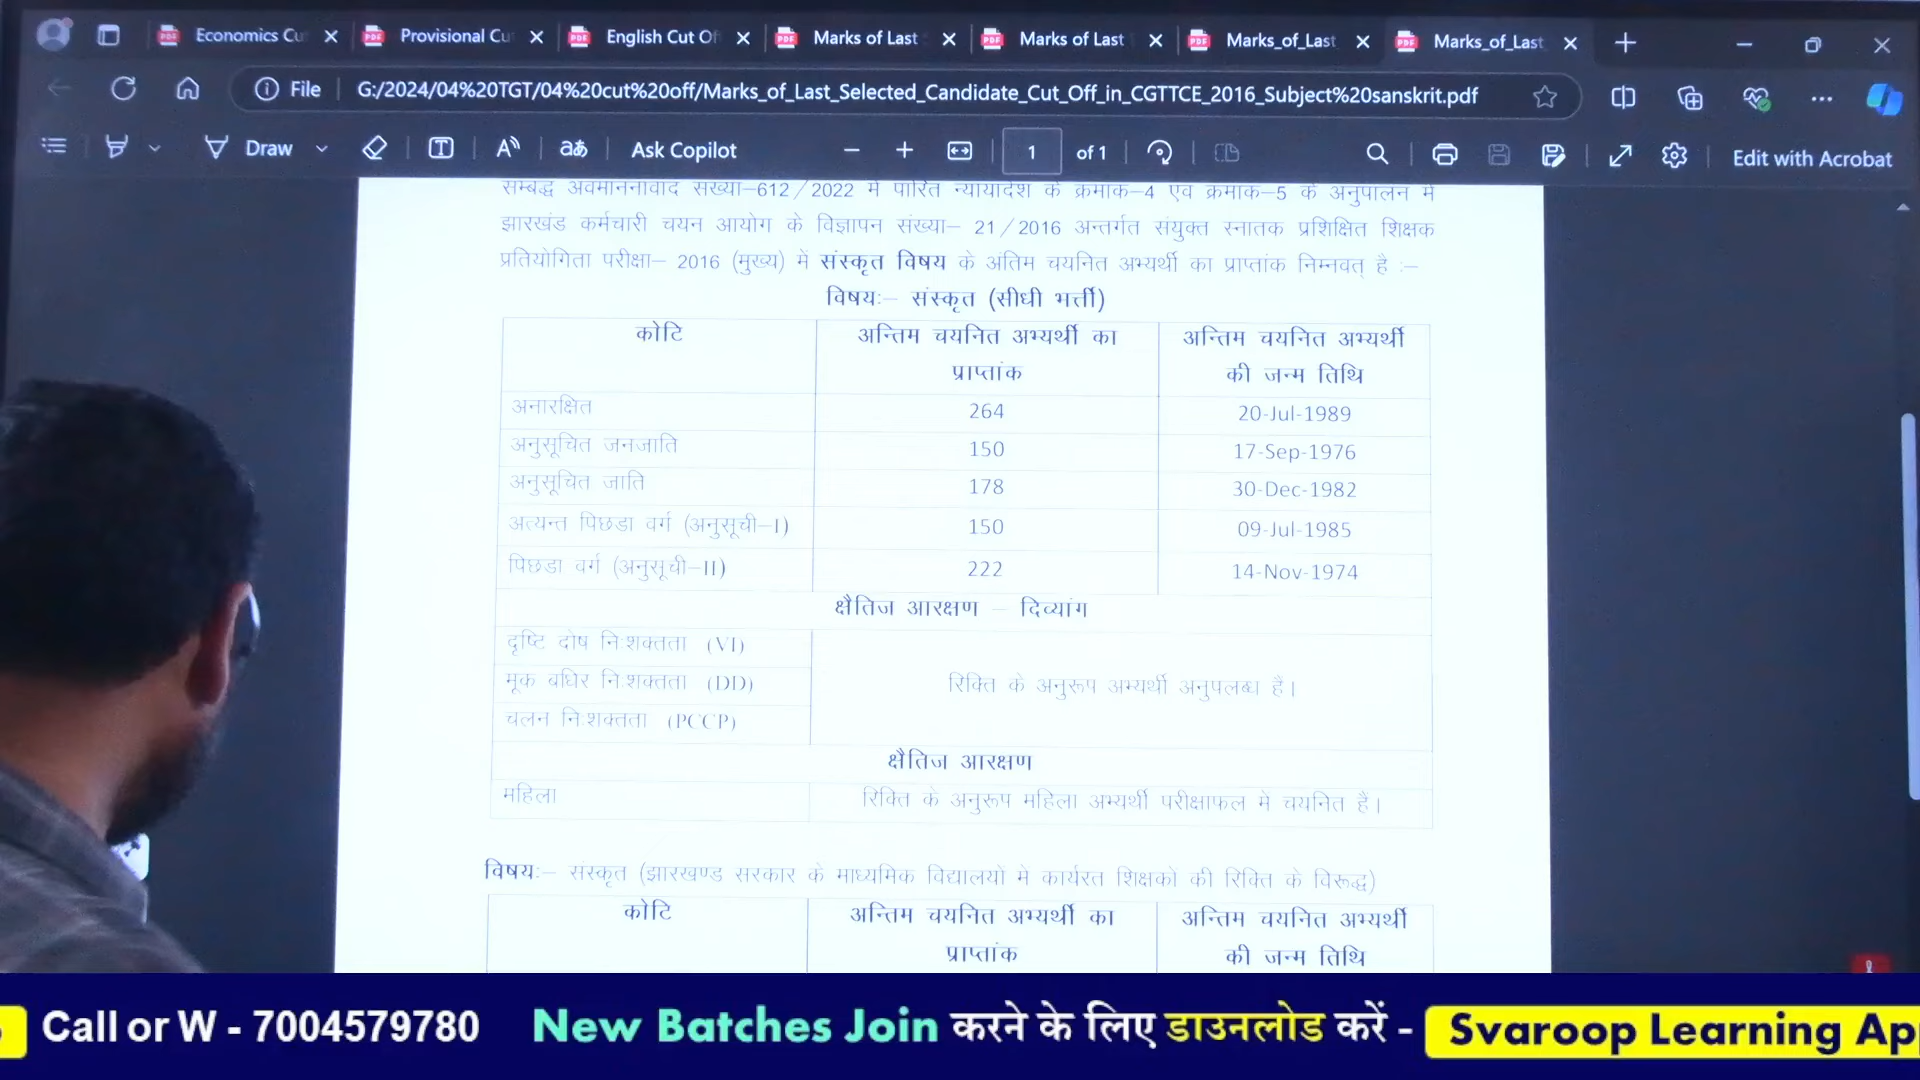 Economics Cu
Provisional Cu
English Cut Of
Marks of Last
Marks of Last
Marks_of_Last
Marks_of_Last
File
G:/2024/04%20TGT/04%20cut%20off/Marks_of_Last_Selected_Candidate_Cut_Off_in_CGTTCE_2016_Subject%20sanskrit.pdf
Draw
aあ
Ask Copilot
1 of 1
Edit with Acrobat
सम्बद्ध अवमाननावाद संख्या–612/2022 में पारित न्यायादेश के क्रमांक–4 एवं क्रमांक–5 के अनुपालन में
झारखंड कर्मचारी चयन आयोग के विज्ञापन संख्या– 21/2016 अन्तर्गत संयुक्त स्नातक प्रशिक्षित शिक्षक
प्रतियोगिता परीक्षा– 2016 (मुख्य) में संस्कृत विषय के अंतिम चयनित अभ्यर्थी का प्राप्तांक निम्नवत् है :–
विषयः– संस्कृत (सीधी भर्ती)
कोटि
अन्तिम चयनित अभ्यर्थी का
प्राप्तांक
अन्तिम चयनित अभ्यर्थी
की जन्म तिथि
अनारक्षित 264 20-Jul-1989
अनुसूचित जनजाति 150 17-Sep-1976
अनुसूचित जाति 178 30-Dec-1982
अत्यन्त पिछडा वर्ग (अनुसूची–I) 150 09-Jul-1985
पिछडा वर्ग (अनुसूची–II) 222 14-Nov-1974
क्षैतिज आरक्षण – दिव्यांग
दृष्टि दोष निःशक्तता (VI)
मूक बधिर निःशक्तता (DD)
चलन निःशक्तता (PCCP)
रिक्ति के अनुरूप अभ्यर्थी अनुपलब्ध हैं।
क्षैतिज आरक्षण
महिला रिक्ति के अनुरूप महिला अभ्यर्थी परीक्षाफल मे चयनित हैं।
विषयः– संस्कृत (झारखण्ड सरकार के माध्यमिक विद्यालयों मे कार्यरत शिक्षकों की रिक्ति के विरूद्ध)
कोटि
अन्तिम चयनित अभ्यर्थी का
प्राप्तांक
अन्तिम चयनित अभ्यर्थी
की जन्म तिथि
Call or W - 7004579780 New Batches Join करने के लिए डाउनलोड करें - Svaroop Learning Ap